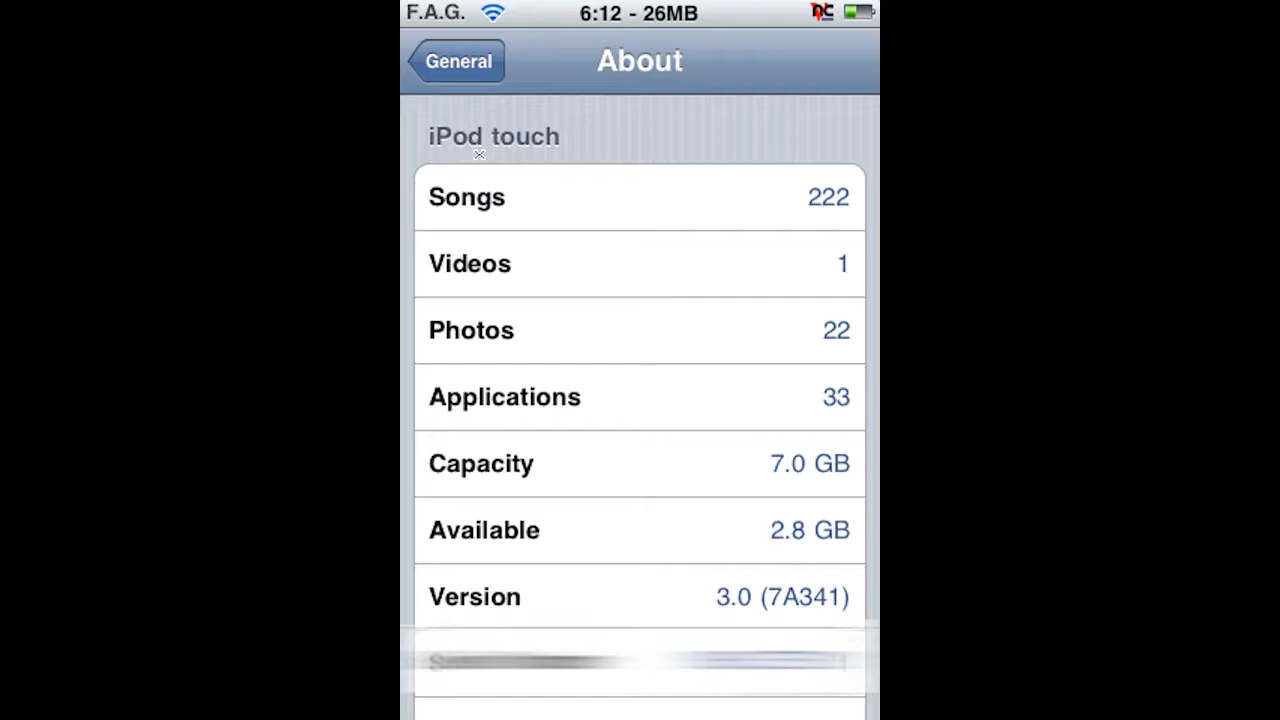 F.A.G. 6:12 - 26MB
General About
iPod touch
Songs 222
Videos 1
Photos 22
Applications 33
Capacity 7.0 GB
Available 2.8 GB
Version 3.0 (7A341)